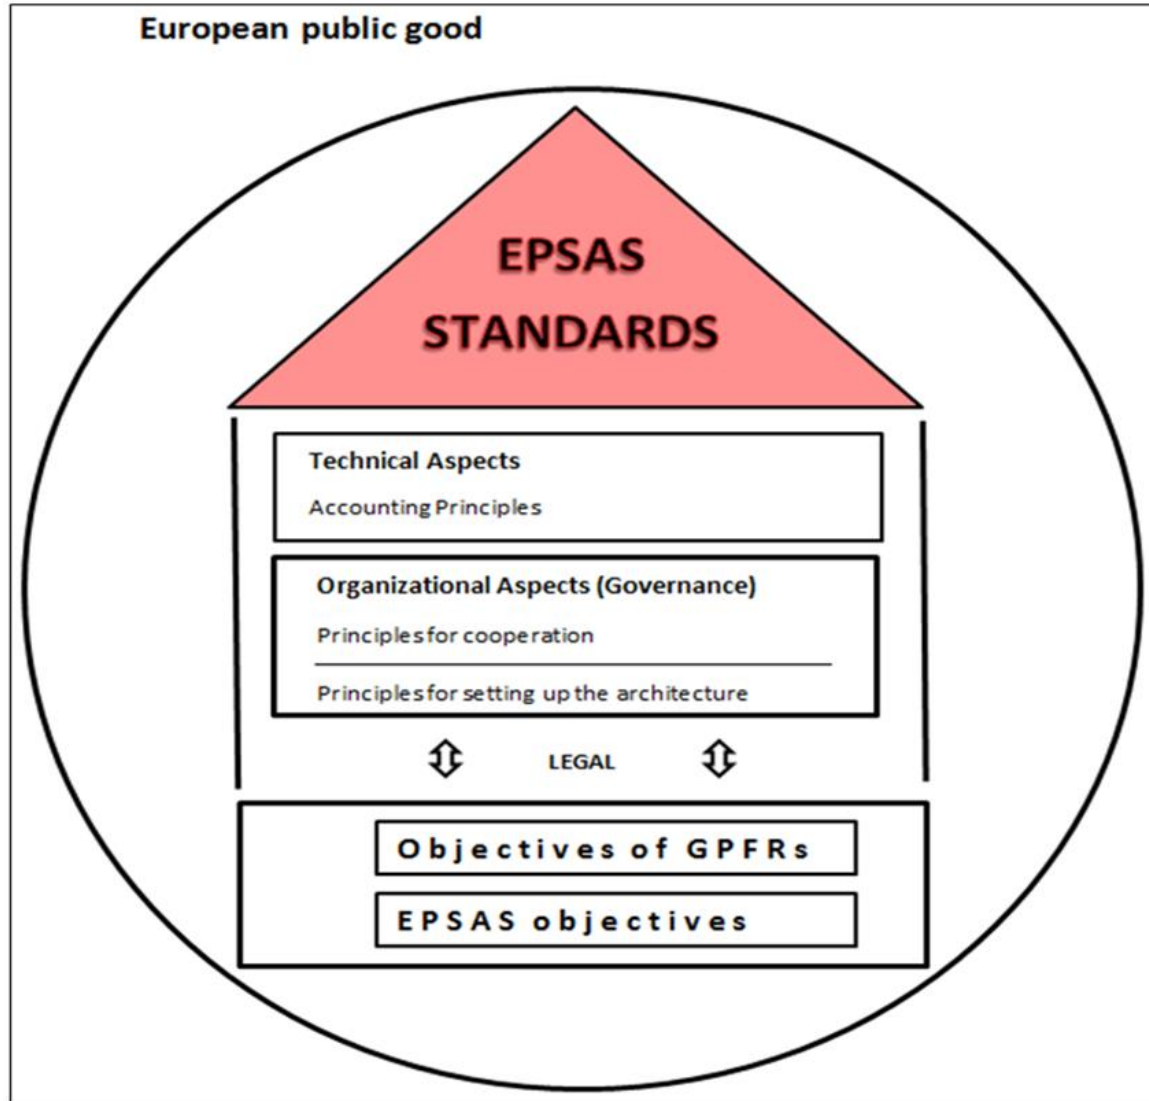 European public good
EPSAS
STANDARDS
Technical Aspects
Accounting Principles
Organizational Aspects (Governance)
Principles for cooperation
Principles for setting up the architecture
LEGAL
Objectives of GPFRs
EPSAS objectives